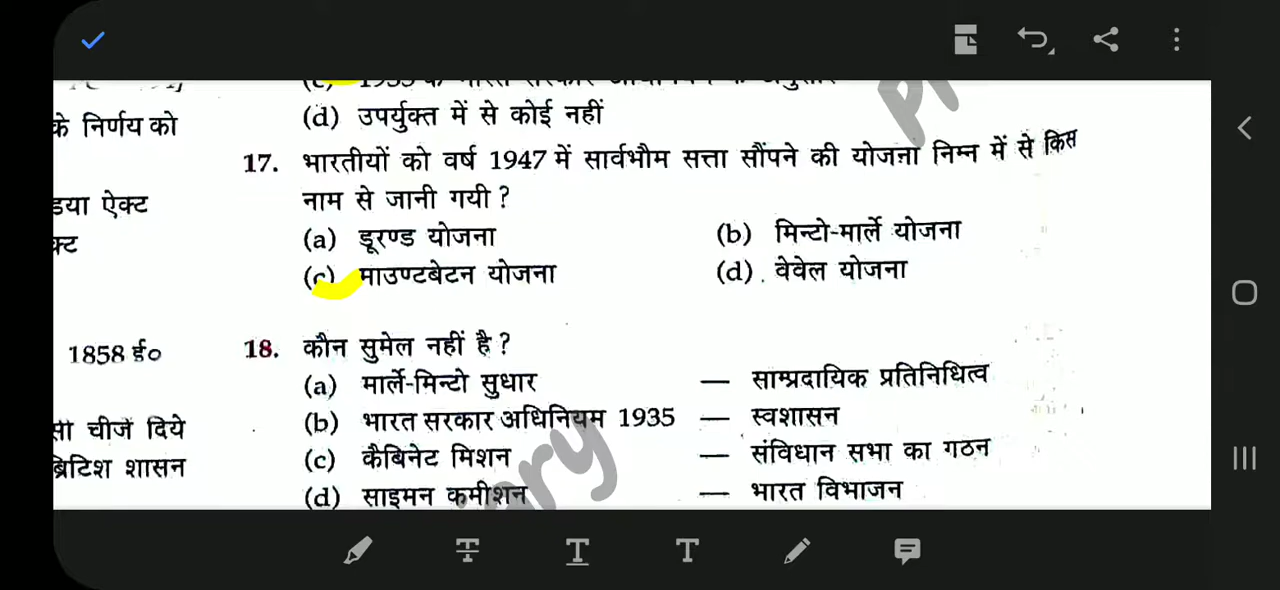 के निर्णय को
डया ऐक्ट
क्ट
1858 ई०
सी चीजें दिये
ब्रिटिश शासन
(d) उपर्युक्त में से कोई नहीं
17. भारतीयों को वर्ष 1947 में सार्वभौम सत्ता सौंपने की योजना निम्न में से किस
नाम से जानी गयी ?
(a) डूरण्ड योजना (b) मिन्टो-मार्ले योजना
(c) माउण्टबेटन योजना (d) वेवेल योजना
18. कौन सुमेल नहीं है ?
(a) मार्ले-मिन्टो सुधार — साम्प्रदायिक प्रतिनिधित्व
(b) भारत सरकार अधिनियम 1935 — स्वशासन
(c) कैबिनेट मिशन — संविधान सभा का गठन
(d) साइमन कमीशन — भारत विभाजन